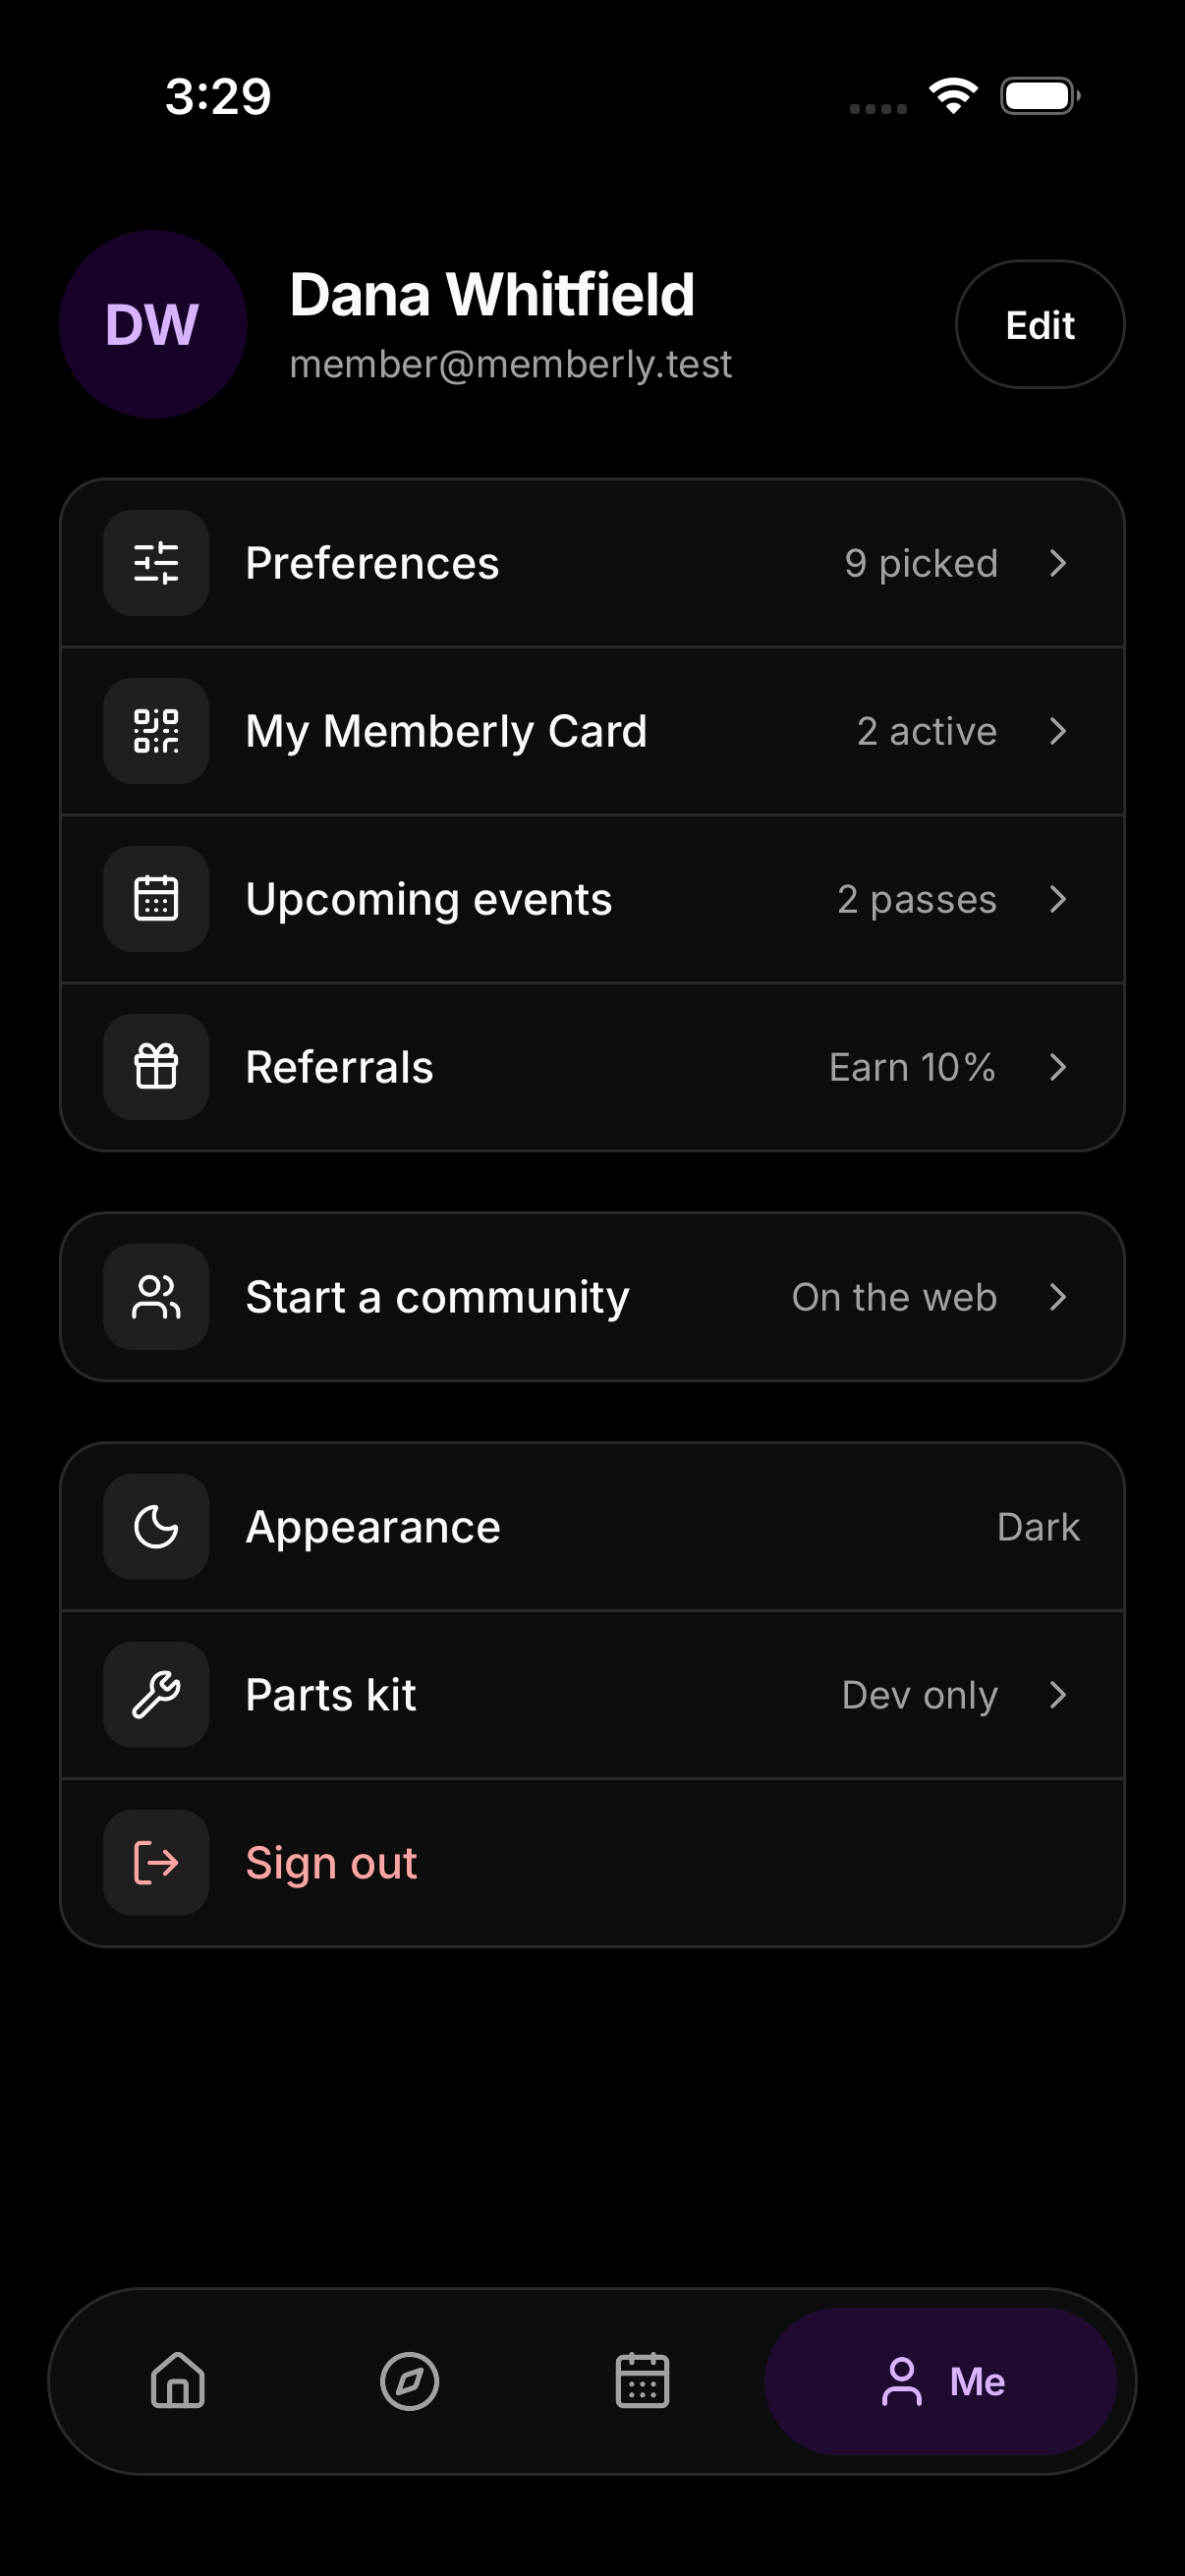 3:29
DW
Dana Whitfield
member@memberly.test
Edit
Preferences 9 picked
My Memberly Card 2 active
Upcoming events 2 passes
Referrals Earn 10%
Start a community On the web
Appearance Dark
Parts kit Dev only
Sign out
Me